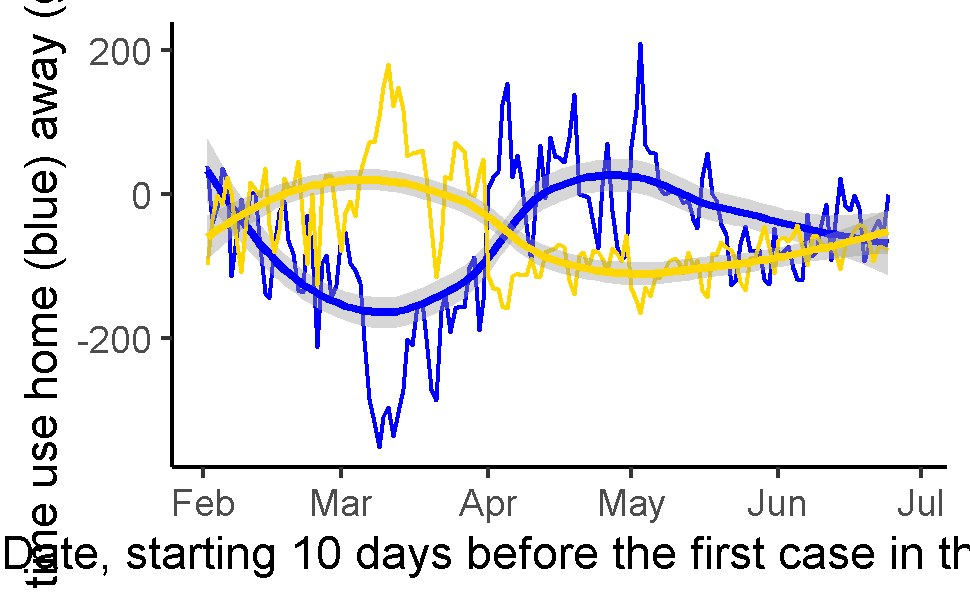 time use home (blue) away (
200
0
-200
Feb Mar Apr May Jun Jul
Date, starting 10 days before the first case in th